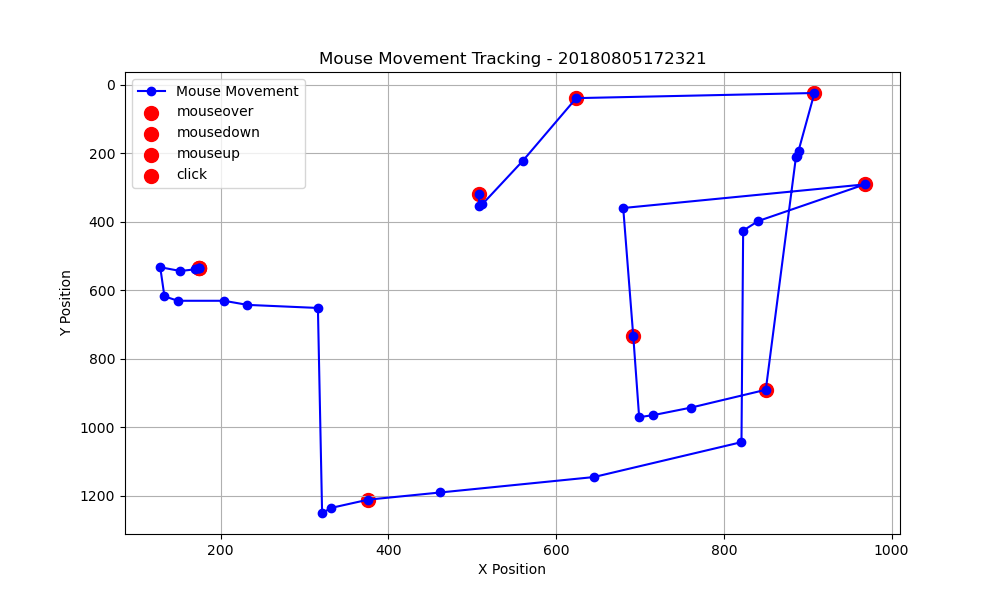 Mouse Movement Tracking - 20180805172321
Mouse Movement
mouseover
mousedown
mouseup
click
0
200
400
600
800
1000
1200
Y Position
200
400
600
800
1000
X Position